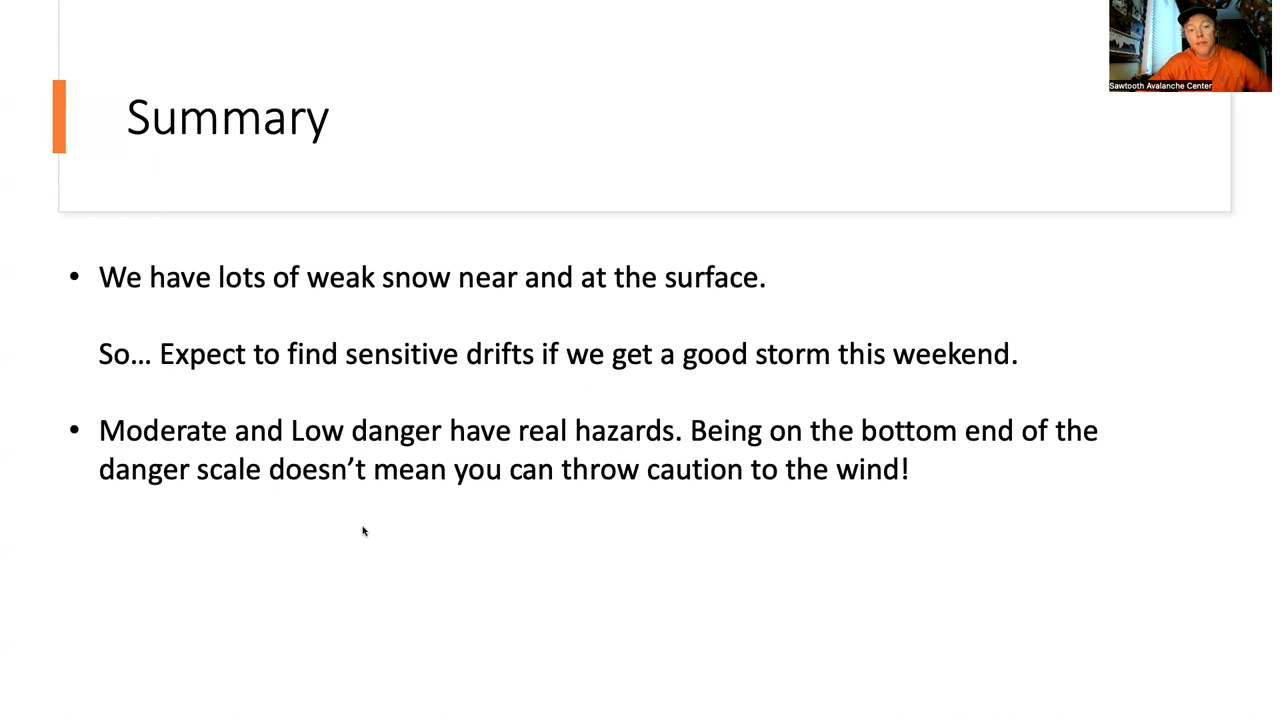 Sawtooth Avalanche Center
Summary
• We have lots of weak snow near and at the surface.
So... Expect to find sensitive drifts if we get a good storm this weekend.
• Moderate and Low danger have real hazards. Being on the bottom end of the
danger scale doesn’t mean you can throw caution to the wind!